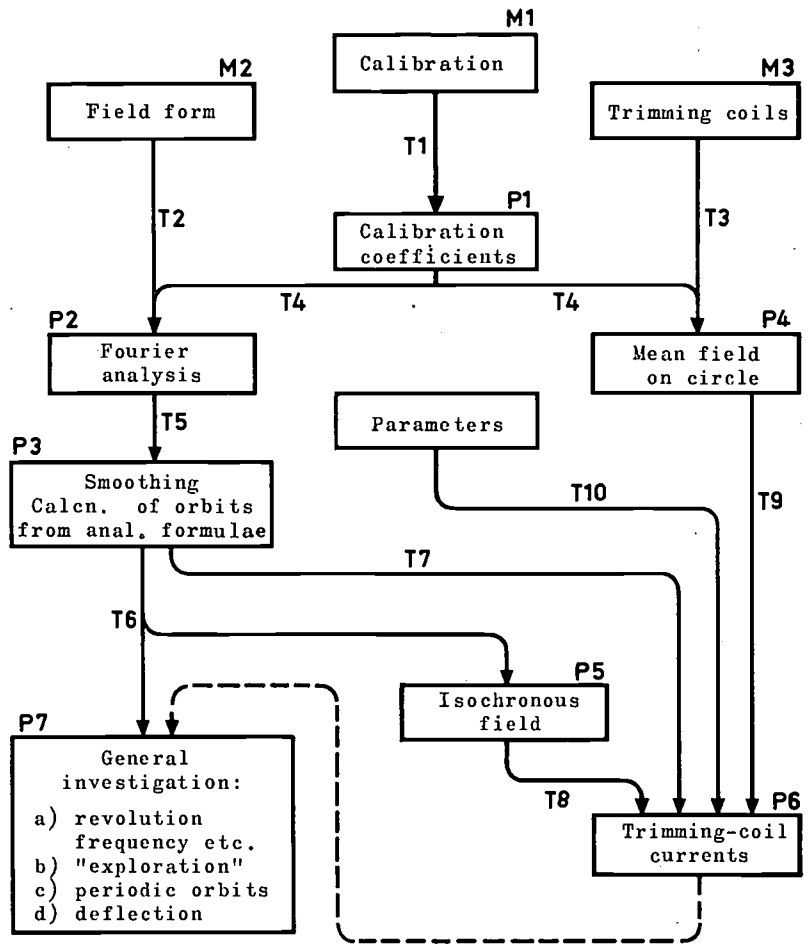 M1
Calibration
M2
Field form
M3
Trimming coils
T1
T2
T3
P1
Calibration
coefficients
T4
T4
P2
Fourier
analysis
P4
Mean field
on circle
T5
Parameters
P3
Smoothing
Calcn. of orbits
from anal. formulae
T10
T9
T7
T6
P5
Isochronous
field
P7
General
investigation:
a) revolution
frequency etc.
b) "exploration"
c) periodic orbits
d) deflection
T8
P6
Trimming-coil
currents